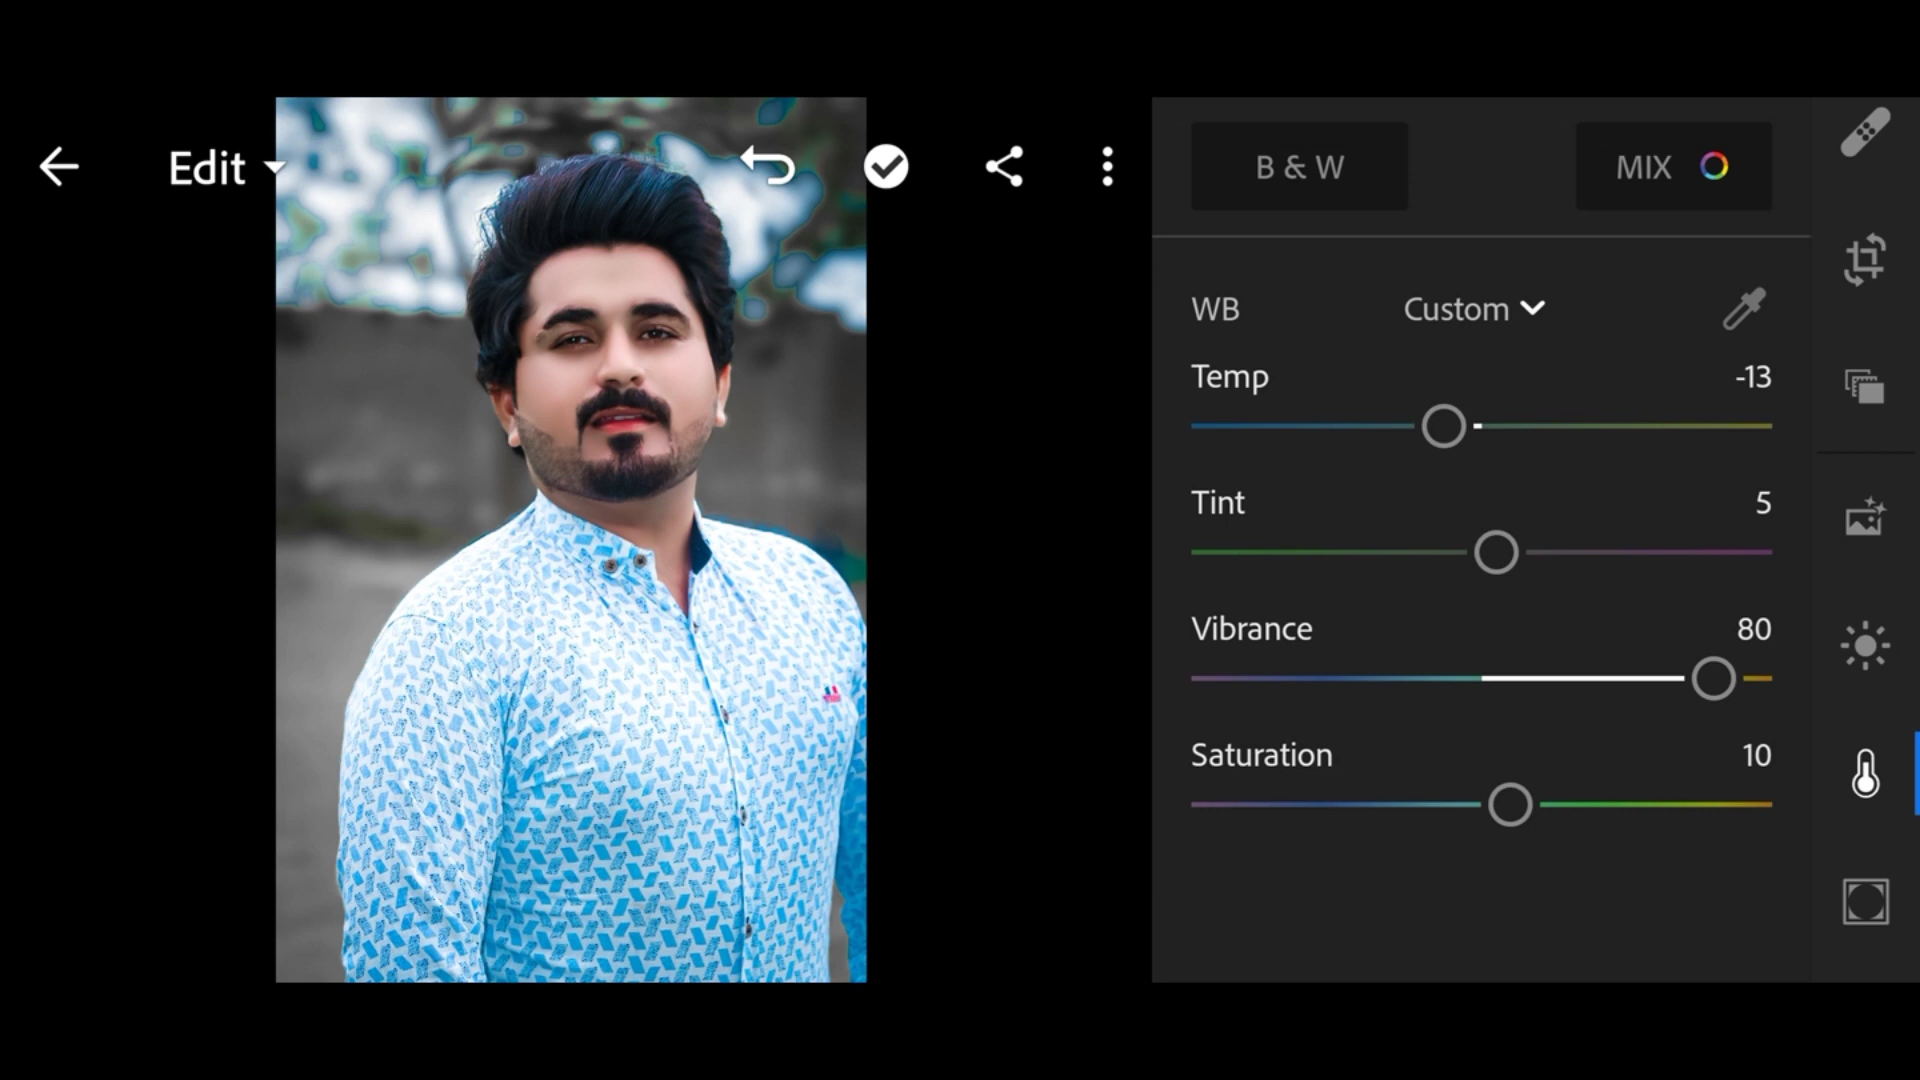 Edit
B & W
MIX
WB
Custom
Temp
-13
Tint
5
Vibrance
80
Saturation
10